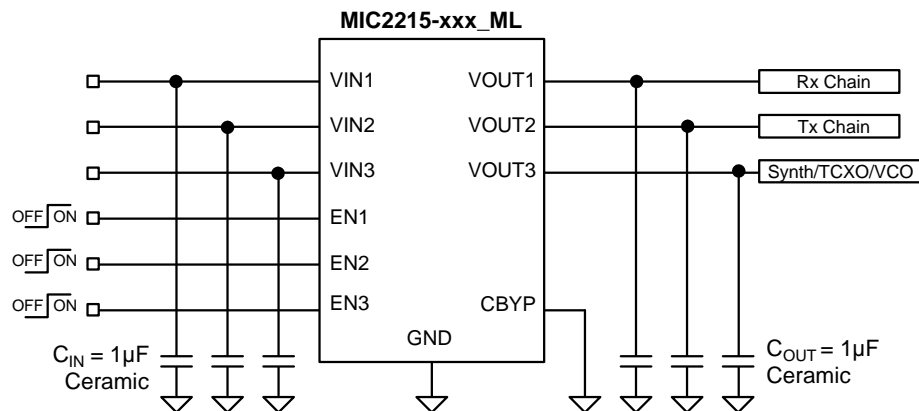 MIC2215-xxx_ML
VIN1
VOUT1
Rx Chain
VIN2
VOUT2
Tx Chain
VIN3
VOUT3
Synth/TCXO/VCO
OFF ON
EN1
OFF ON
EN2
OFF ON
EN3
CBYP
GND
CIN = 1µF
Ceramic
COUT = 1µF
Ceramic